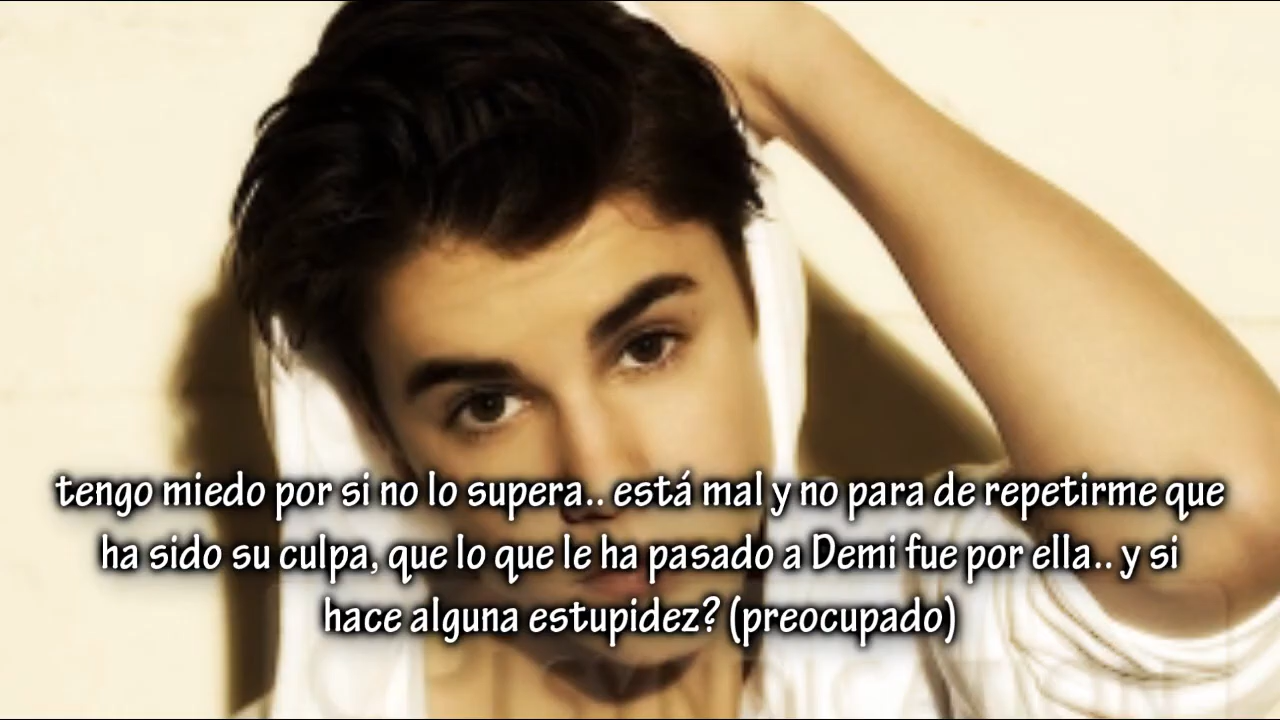 tengo miedo por si no lo supera.. está mal y no para de repetirme que
ha sido su culpa, que lo que le ha pasado a Demi fue por ella.. y si
hace alguna estupidez? (preocupado)